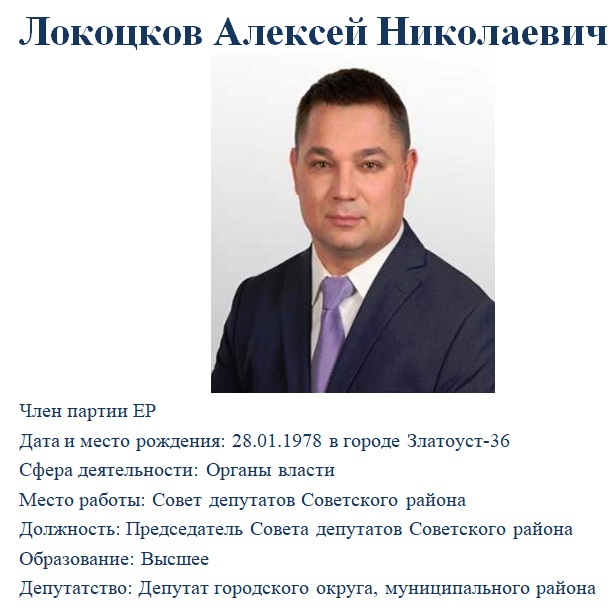 Локоцков Алексей Николаевич
Член партии ЕР
Дата и место рождения: 28.01.1978 в городе Златоуст-36
Сфера деятельности: Органы власти
Место работы: Совет депутатов Советского района
Должность: Председатель Совета депутатов Советского района
Образование: Высшее
Депутатство: Депутат городского округа, муниципального района